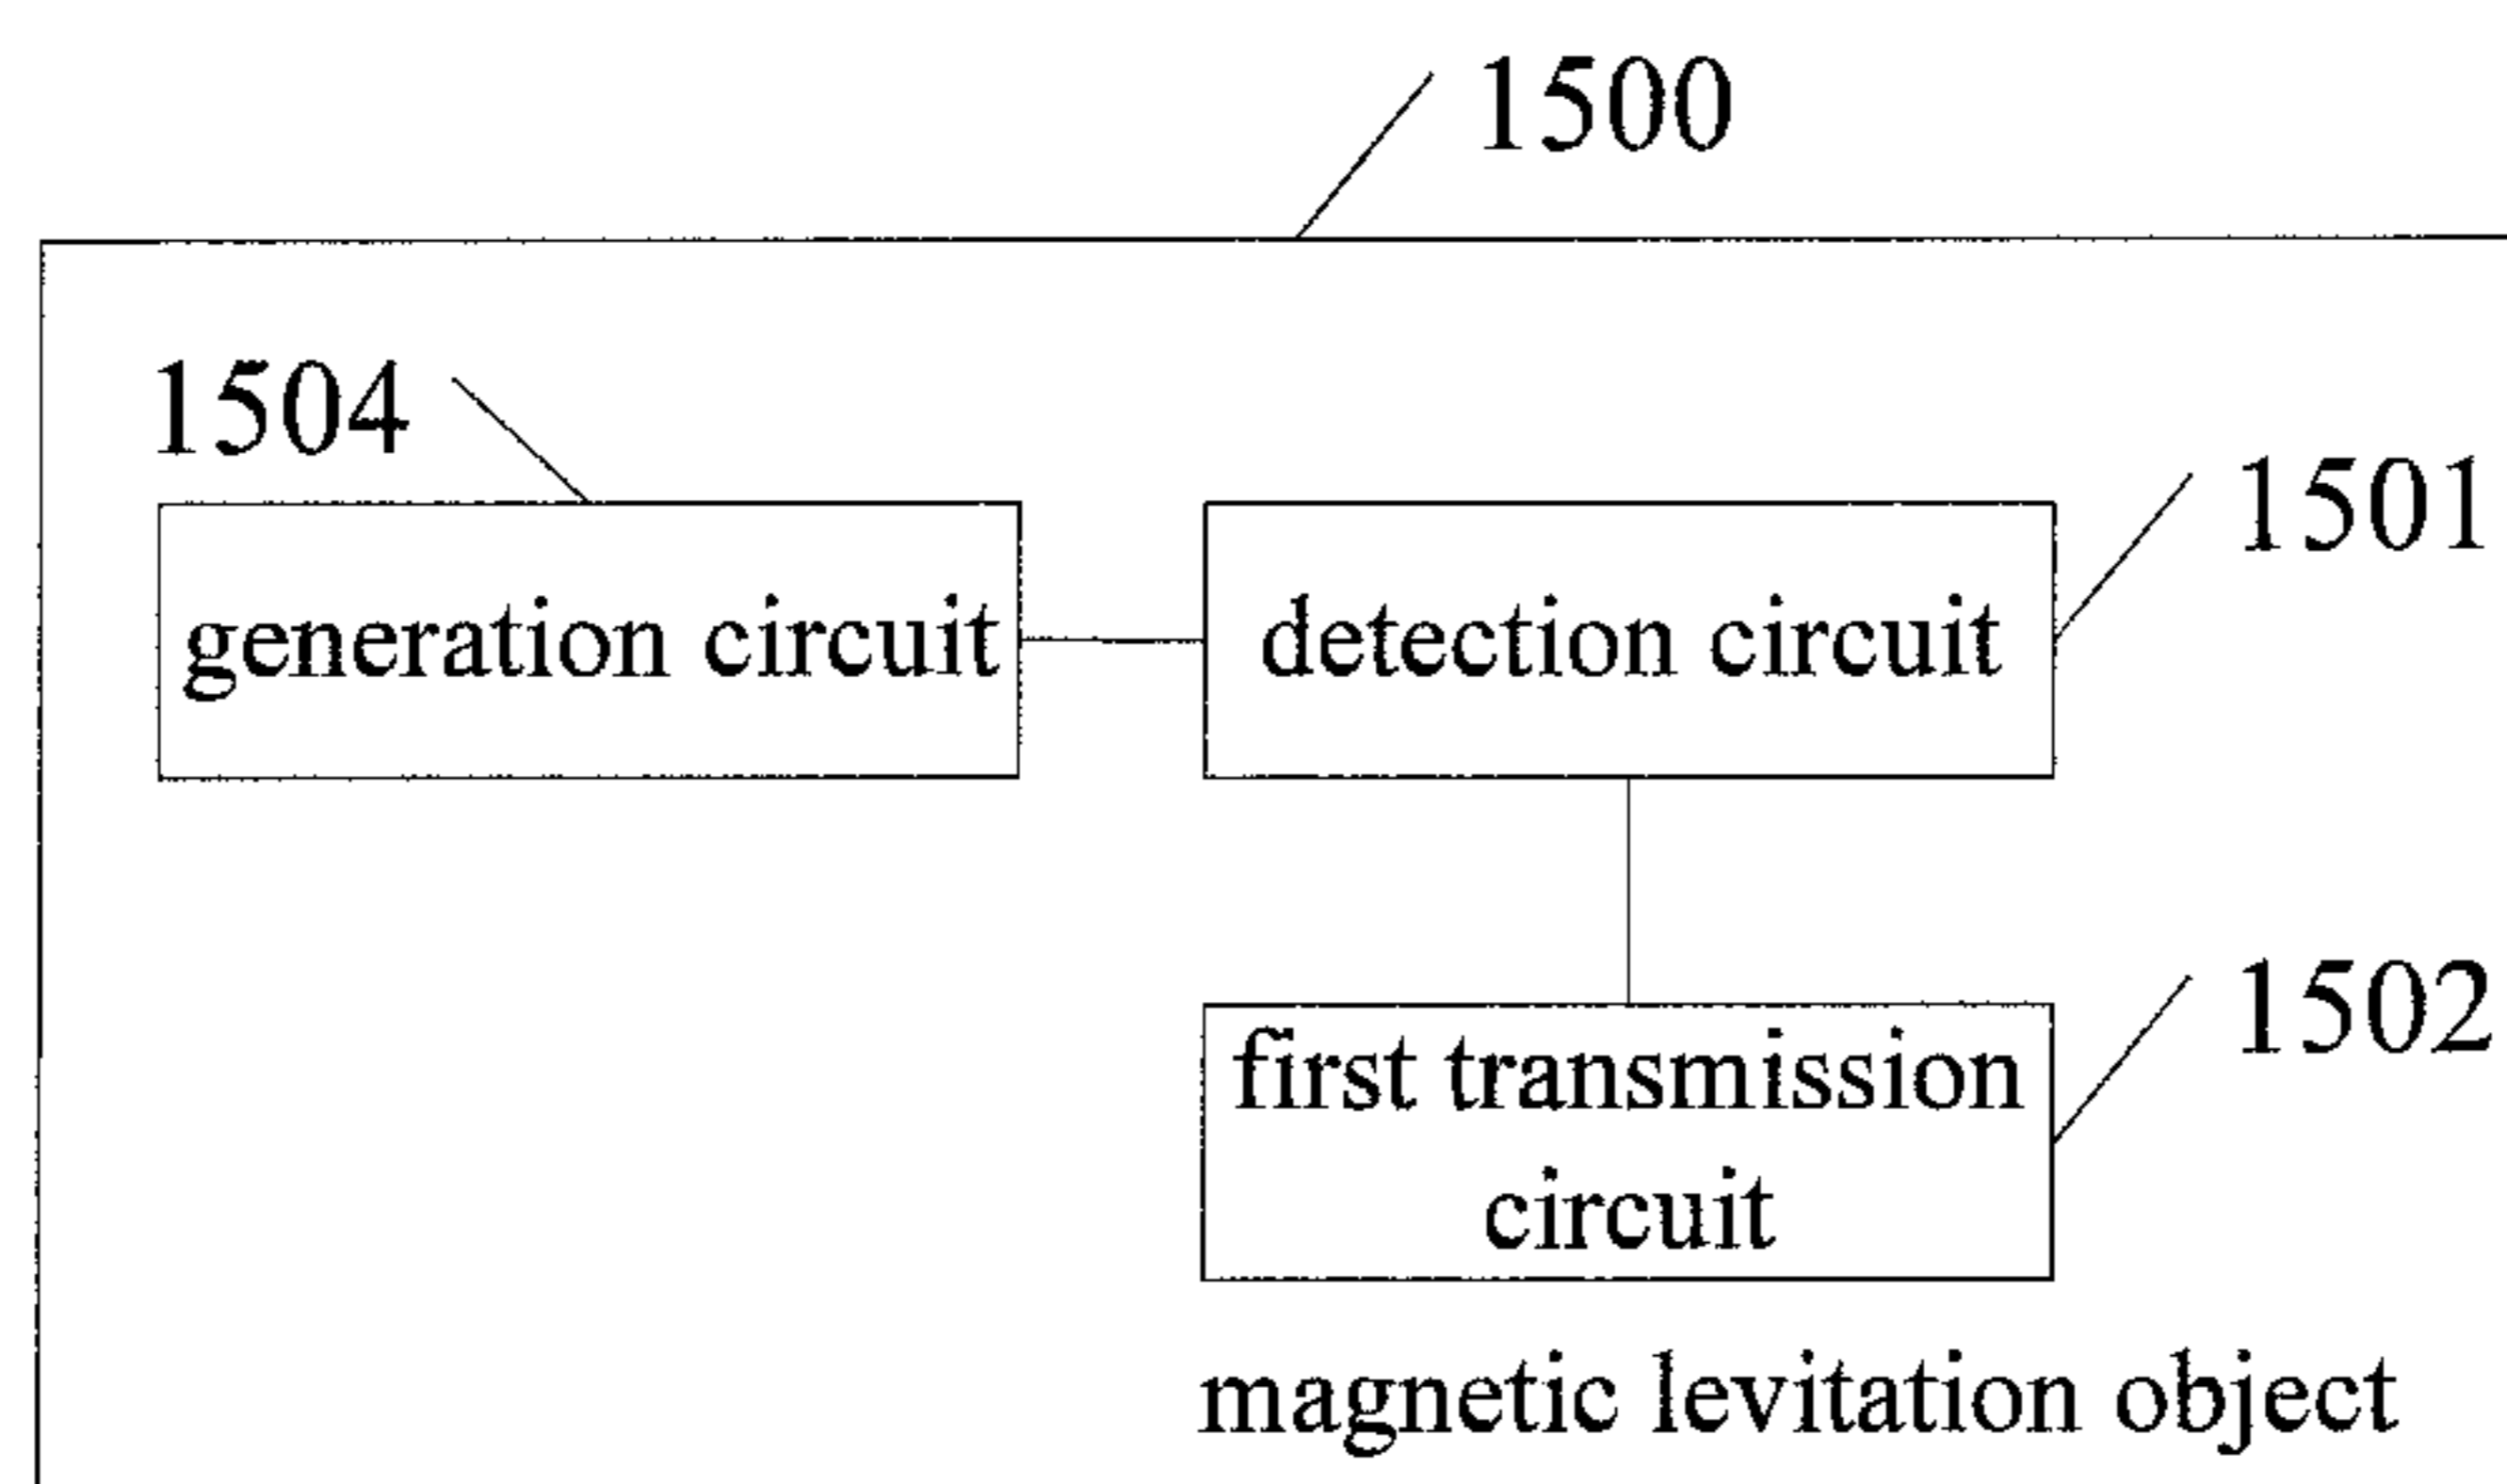 1500
1504
1501
generation circuit
detection circuit
1502
first transmission
circuit
magnetic levitation object